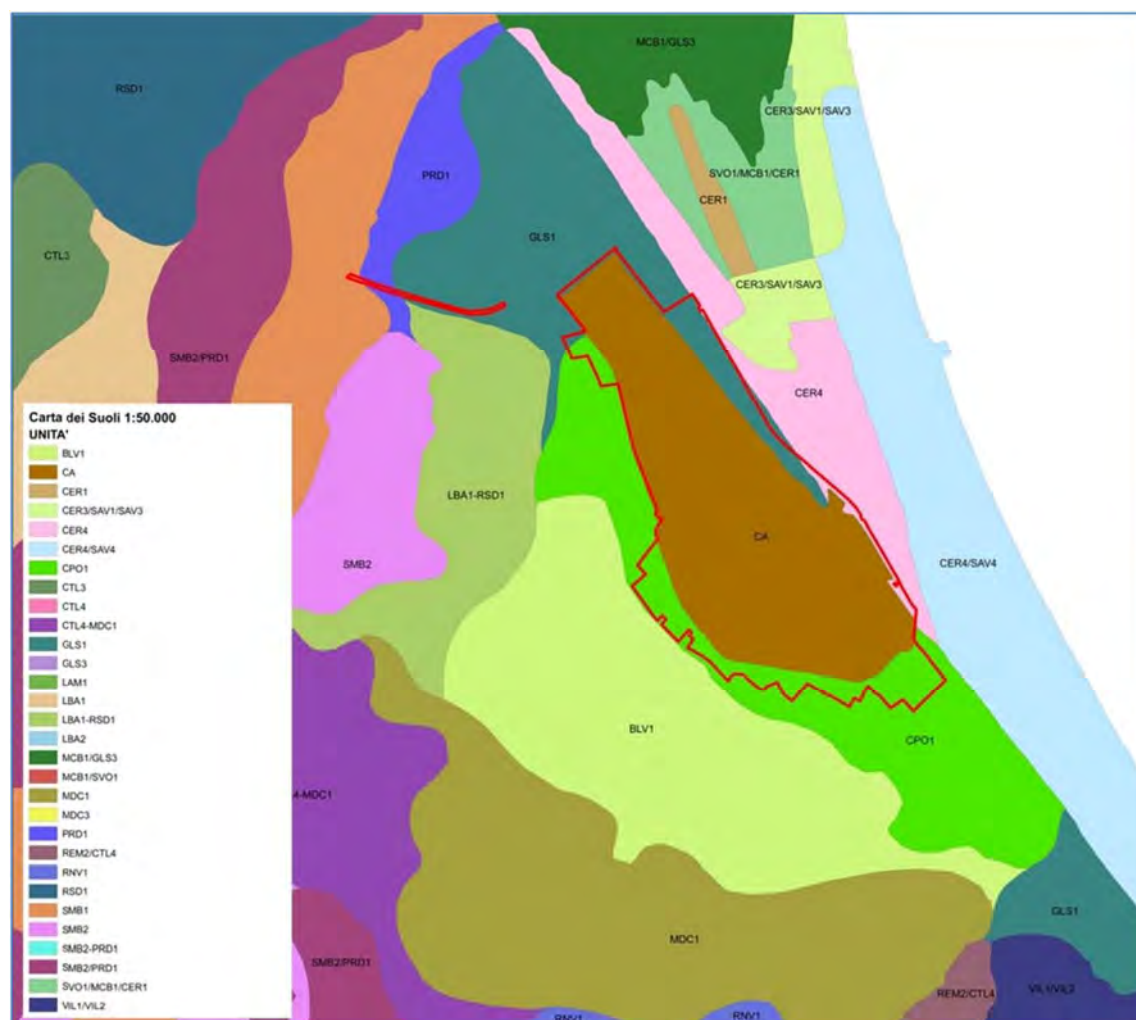 MCB1/GLS3
RSD1
CER3/SAV1/SAV3
PRD1
SVO1/MCB1/CER1
CER1
GLS1
CTL3
CER3/SAV1/SAV3
SMB2/PRD1
CER4
LBA1-RSD1
CA
SMB2
CER4/SAV4
BLV1
CPO1
4-MDC1
GLS1
MDC1
SMB2/PRD1
REM2/CTL4
VIL1/VIL2
RNV1
RNV1
Carta dei Suoli 1:50.000
UNITA'
BLV1
CA
CER1
CER3/SAV1/SAV3
CER4
CER4/SAV4
CPO1
CTL3
CTL4
CTL4-MDC1
GLS1
GLS3
LAM1
LBA1
LBA1-RSD1
LBA2
MCB1/GLS3
MCB1/SVO1
MDC1
MDC3
PRD1
REM2/CTL4
RNV1
RSD1
SMB1
SMB2
SMB2-PRD1
SMB2/PRD1
SVO1/MCB1/CER1
VIL1/VIL2